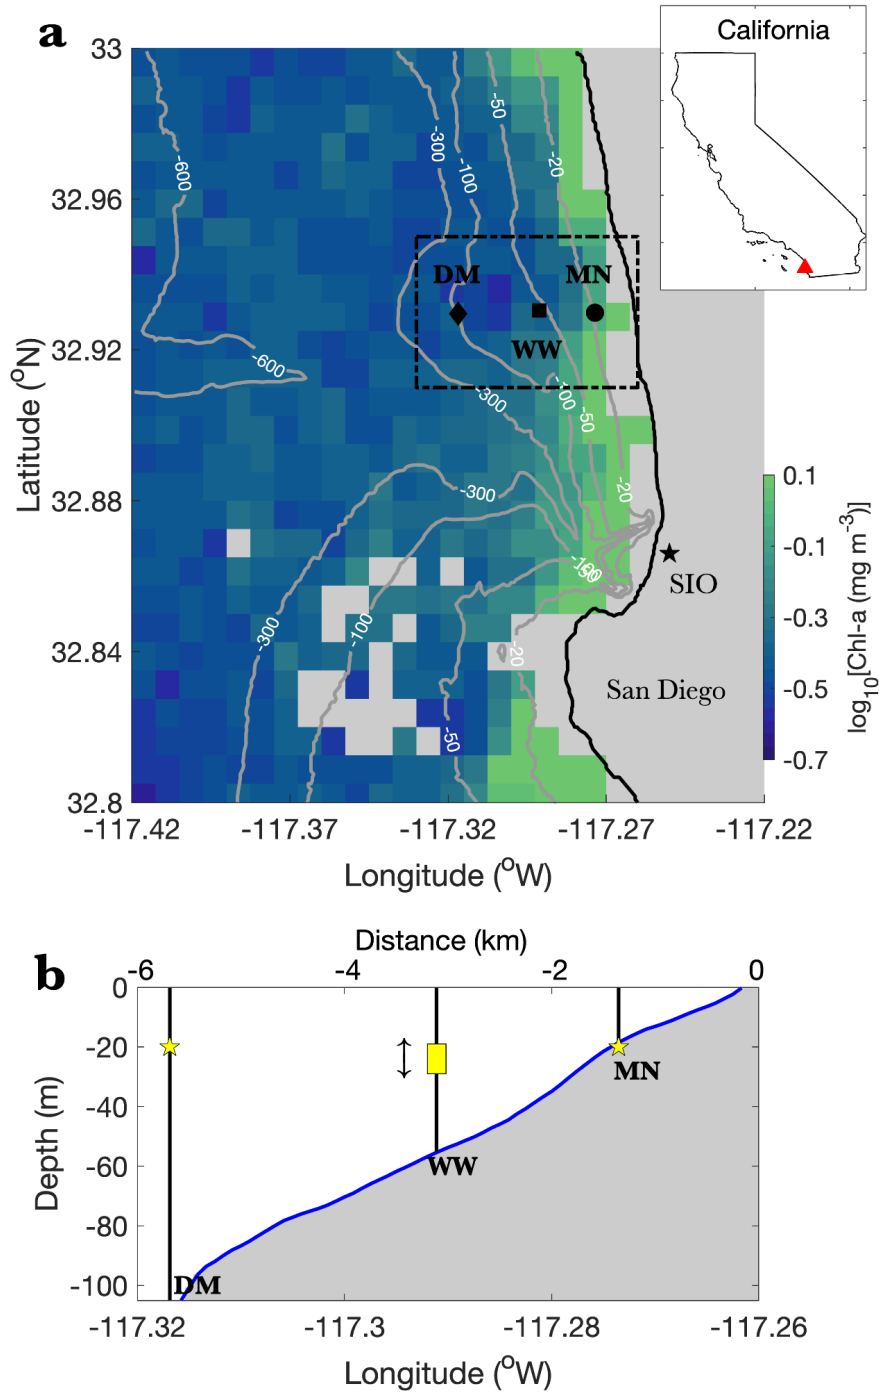 a
California
33
32.96
32.92
32.88
32.84
32.8
Latitude (°N)
-600
-300
-100
-50
-20
DM
MN
WW
-600
-300
-100
-50
-300
-20
-100
-300
-100
-20
-50
SIO
San Diego
0.1
-0.1
-0.3
-0.5
-0.7
log10[Chl-a (mg m-3)]
-117.42 -117.37 -117.32 -117.27 -117.22
Longitude (°W)
b
Distance (km)
-6 -4 -2 0
0
-20
-40
-60
-80
-100
Depth (m)
MN
WW
DM
-117.32 -117.3 -117.28 -117.26
Longitude (°W)